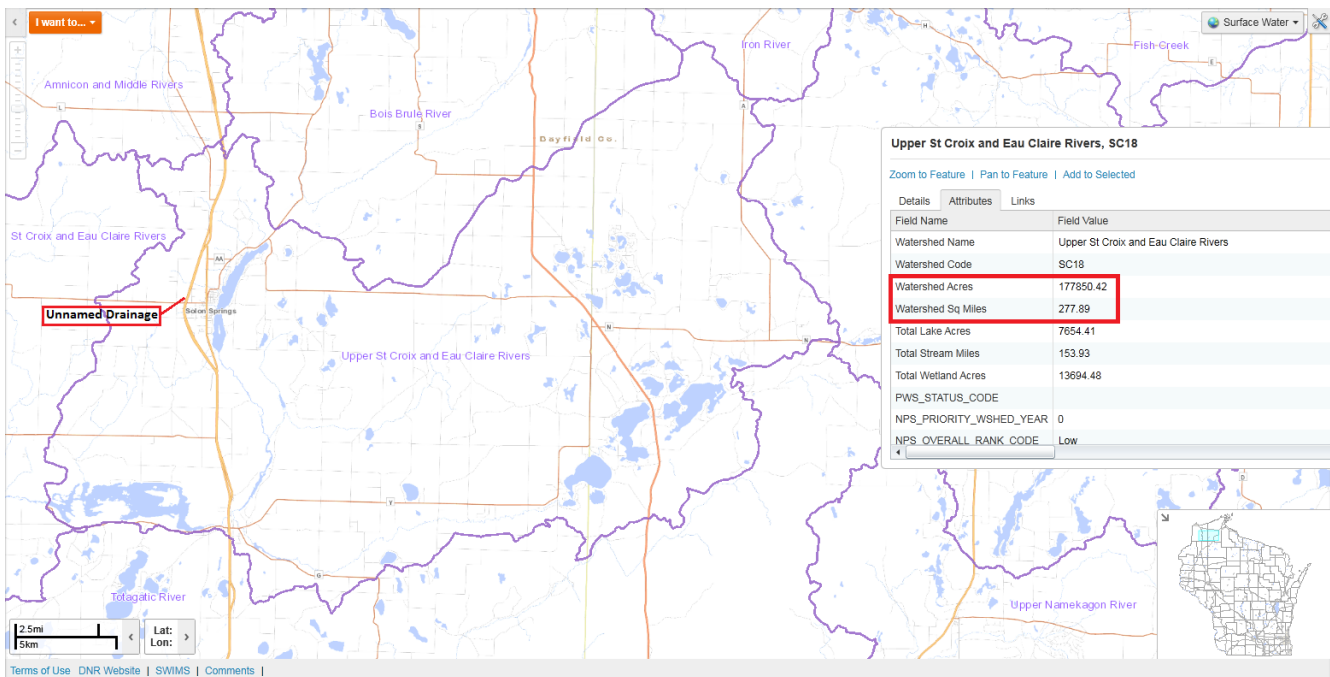 I want to...
Surface Water
Iron River
Fish Creek
H
E
Amnicon and Middle Rivers
L
Bois Brule River
A
Bayfield Co.
St Croix and Eau Claire Rivers
AA
Unnamed Drainage
Solon Springs
N
N
Upper St Croix and Eau Claire Rivers
Y
G
Totagatic River
Upper Namekagon River
D
Upper St Croix and Eau Claire Rivers, SC18
Zoom to Feature | Pan to Feature | Add to Selected
Details Attributes Links
Field Name Field Value
Watershed Name Upper St Croix and Eau Claire Rivers
Watershed Code SC18
Watershed Acres 177850.42
Watershed Sq Miles 277.89
Total Lake Acres 7654.41
Total Stream Miles 153.93
Total Wetland Acres 13694.48
PWS_STATUS_CODE
NPS_PRIORITY_WSHED_YEAR 0
NPS_OVERALL_RANK_CODE Low
2.5mi
5km
Lat:
Lon:
Terms of Use DNR Website | SWIMS | Comments |